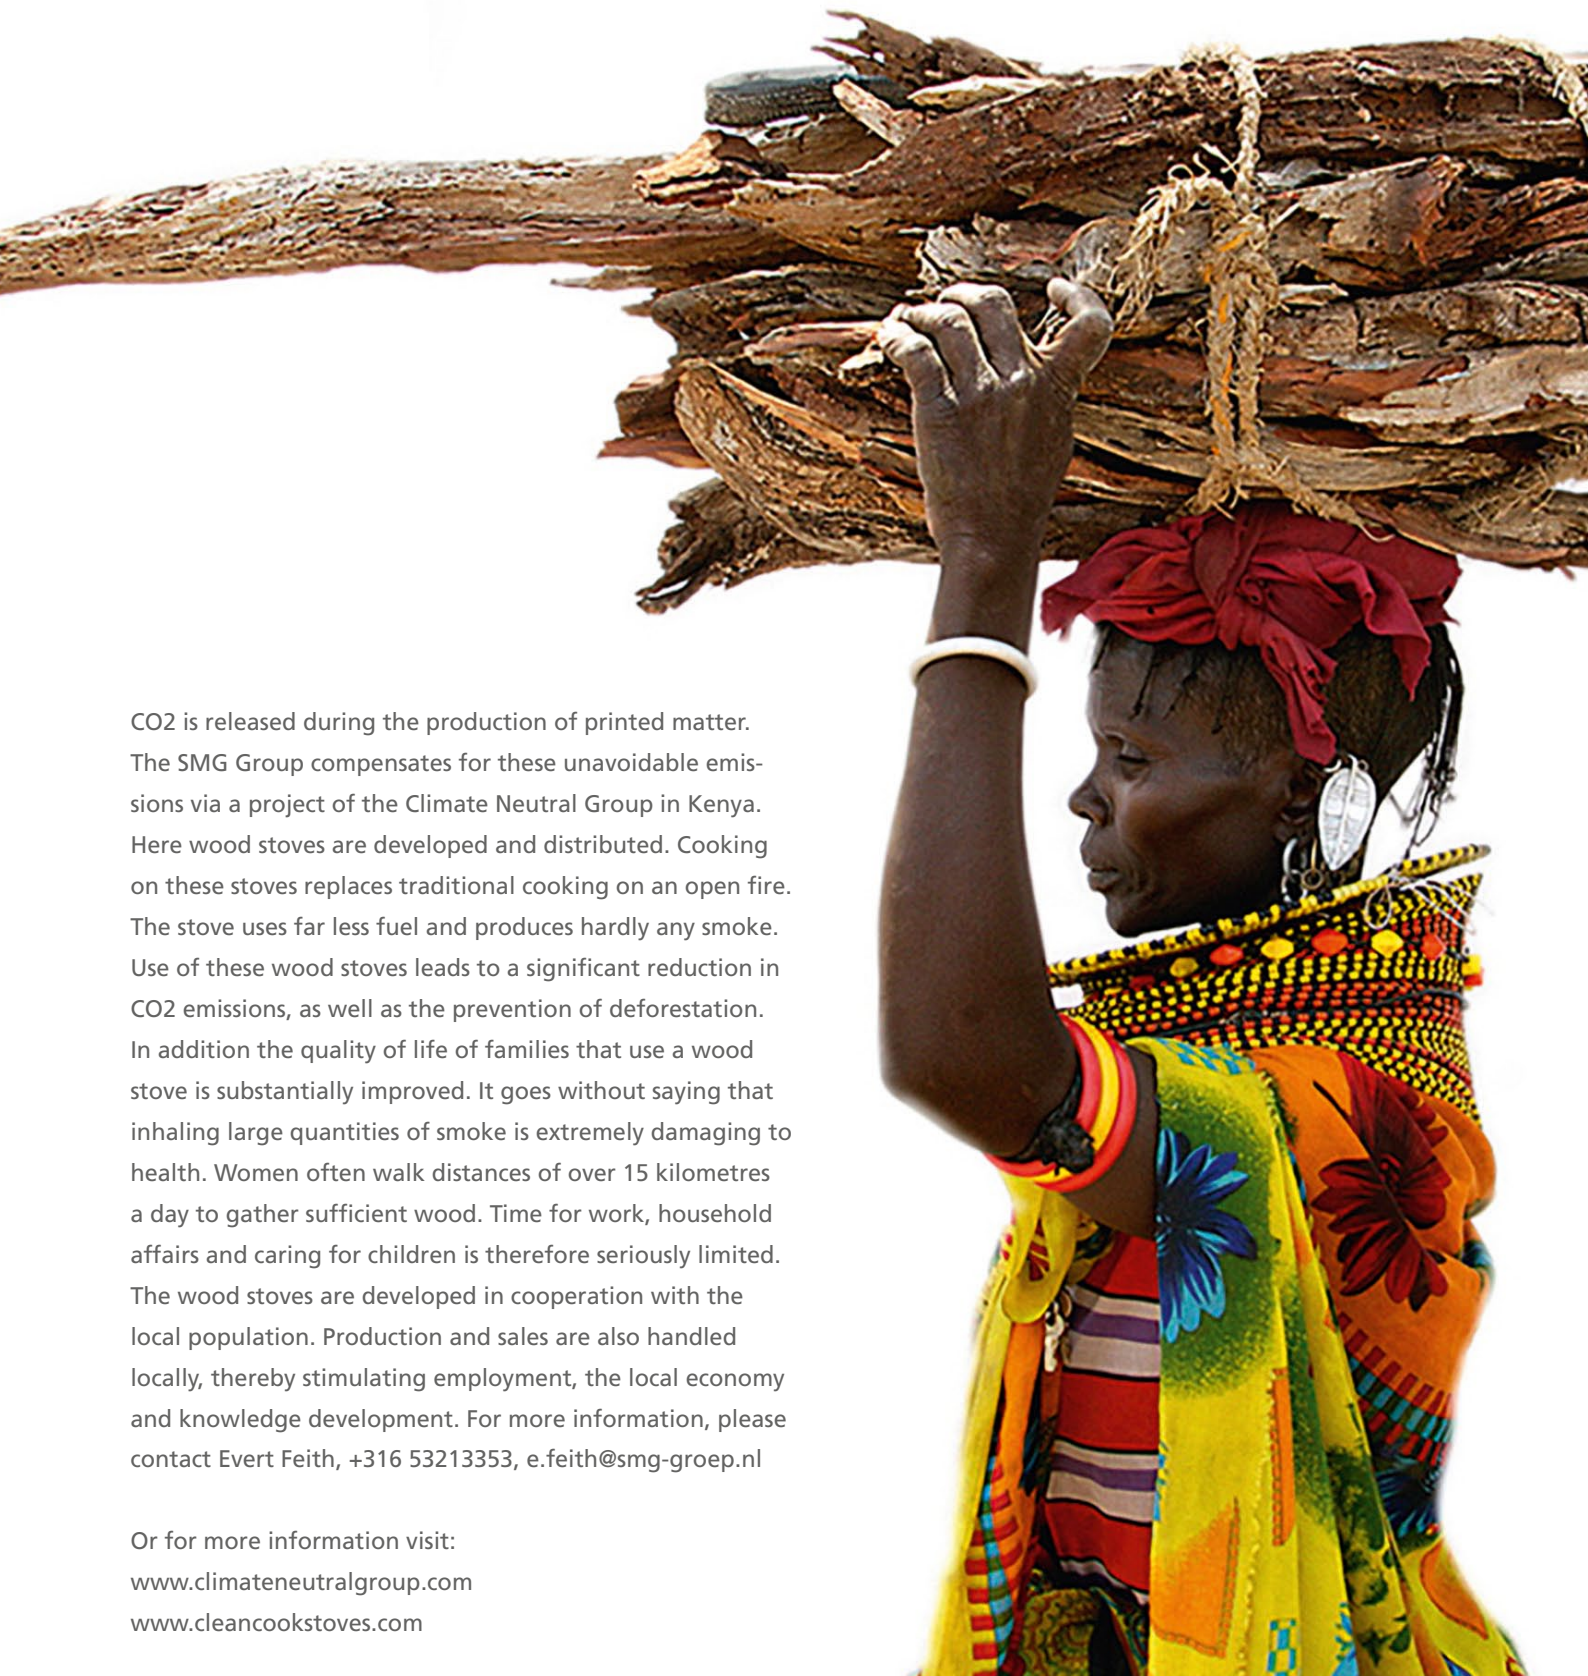 CO2 is released during the production of printed matter.
The SMG Group compensates for these unavoidable emis-
sions via a project of the Climate Neutral Group in Kenya.
Here wood stoves are developed and distributed. Cooking
on these stoves replaces traditional cooking on an open fire.
The stove uses far less fuel and produces hardly any smoke.
Use of these wood stoves leads to a significant reduction in
CO2 emissions, as well as the prevention of deforestation.
In addition the quality of life of families that use a wood
stove is substantially improved. It goes without saying that
inhaling large quantities of smoke is extremely damaging to
health. Women often walk distances of over 15 kilometres
a day to gather sufficient wood. Time for work, household
affairs and caring for children is therefore seriously limited.
The wood stoves are developed in cooperation with the
local population. Production and sales are also handled
locally, thereby stimulating employment, the local economy
and knowledge development. For more information, please
contact Evert Feith, +316 53213353, e.feith@smg-groep.nl
Or for more information visit:
www.climateneutralgroup.com
www.cleancookstoves.com